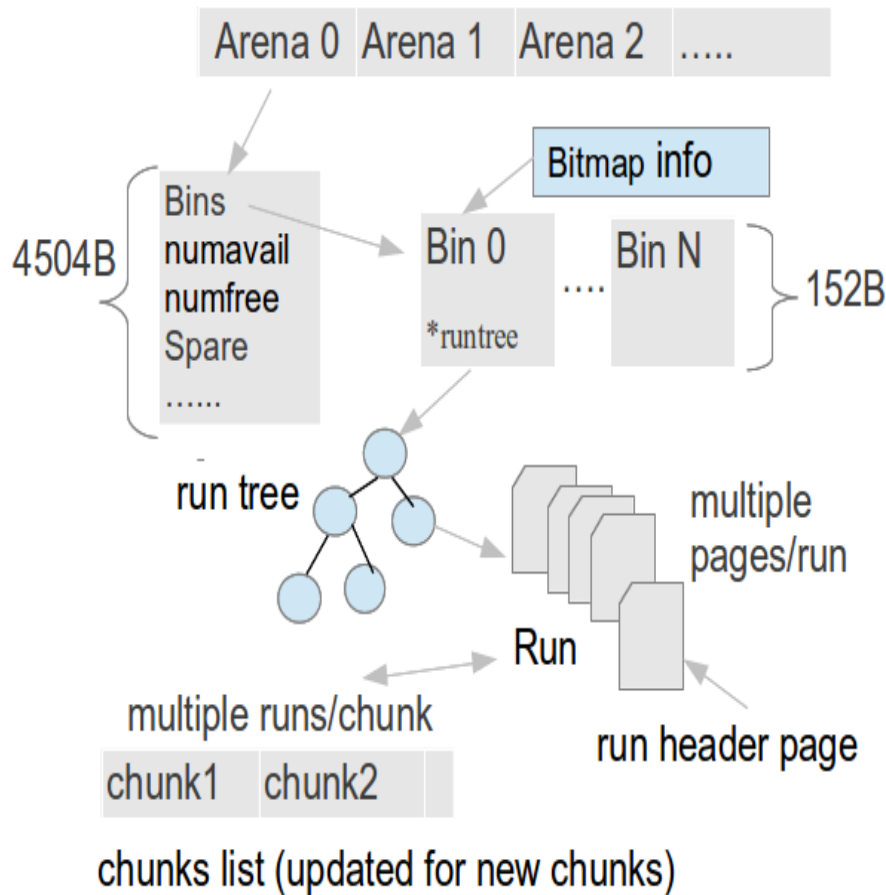 Arena 0 Arena 1 Arena 2 .....
Bitmap info
4504B
Bins
numavail
numfree
Spare
......
Bin 0
*runtree
....
Bin N
152B
run tree
multiple
pages/run
Run
multiple runs/chunk
run header page
chunk1 chunk2
chunks list (updated for new chunks)